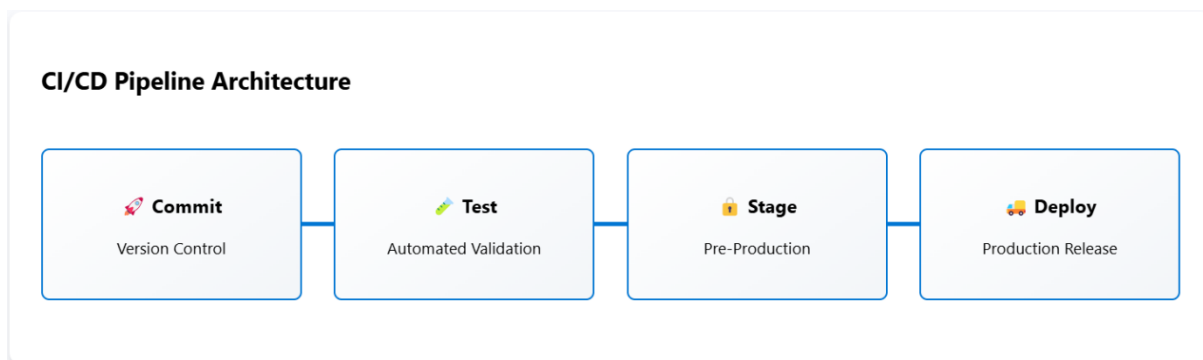 CI/CD Pipeline Architecture
🚀 Commit
Version Control
🧪 Test
Automated Validation
🔒 Stage
Pre-Production
🚚 Deploy
Production Release